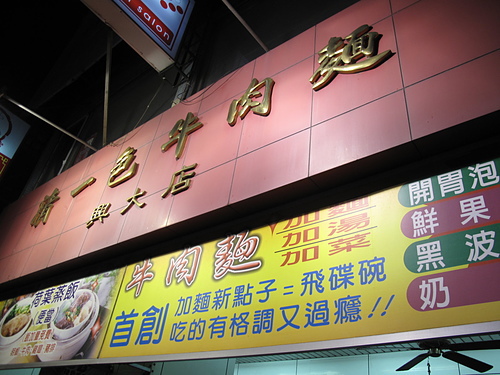 salon
清一色牛肉麵
興大店
牛肉麵
加麵
加湯
加菜
首創
加麵新點子=飛碟碗
吃的有格調又過癮!!
荷葉蒸飯
便當
開胃泡
鮮果
黑波
奶